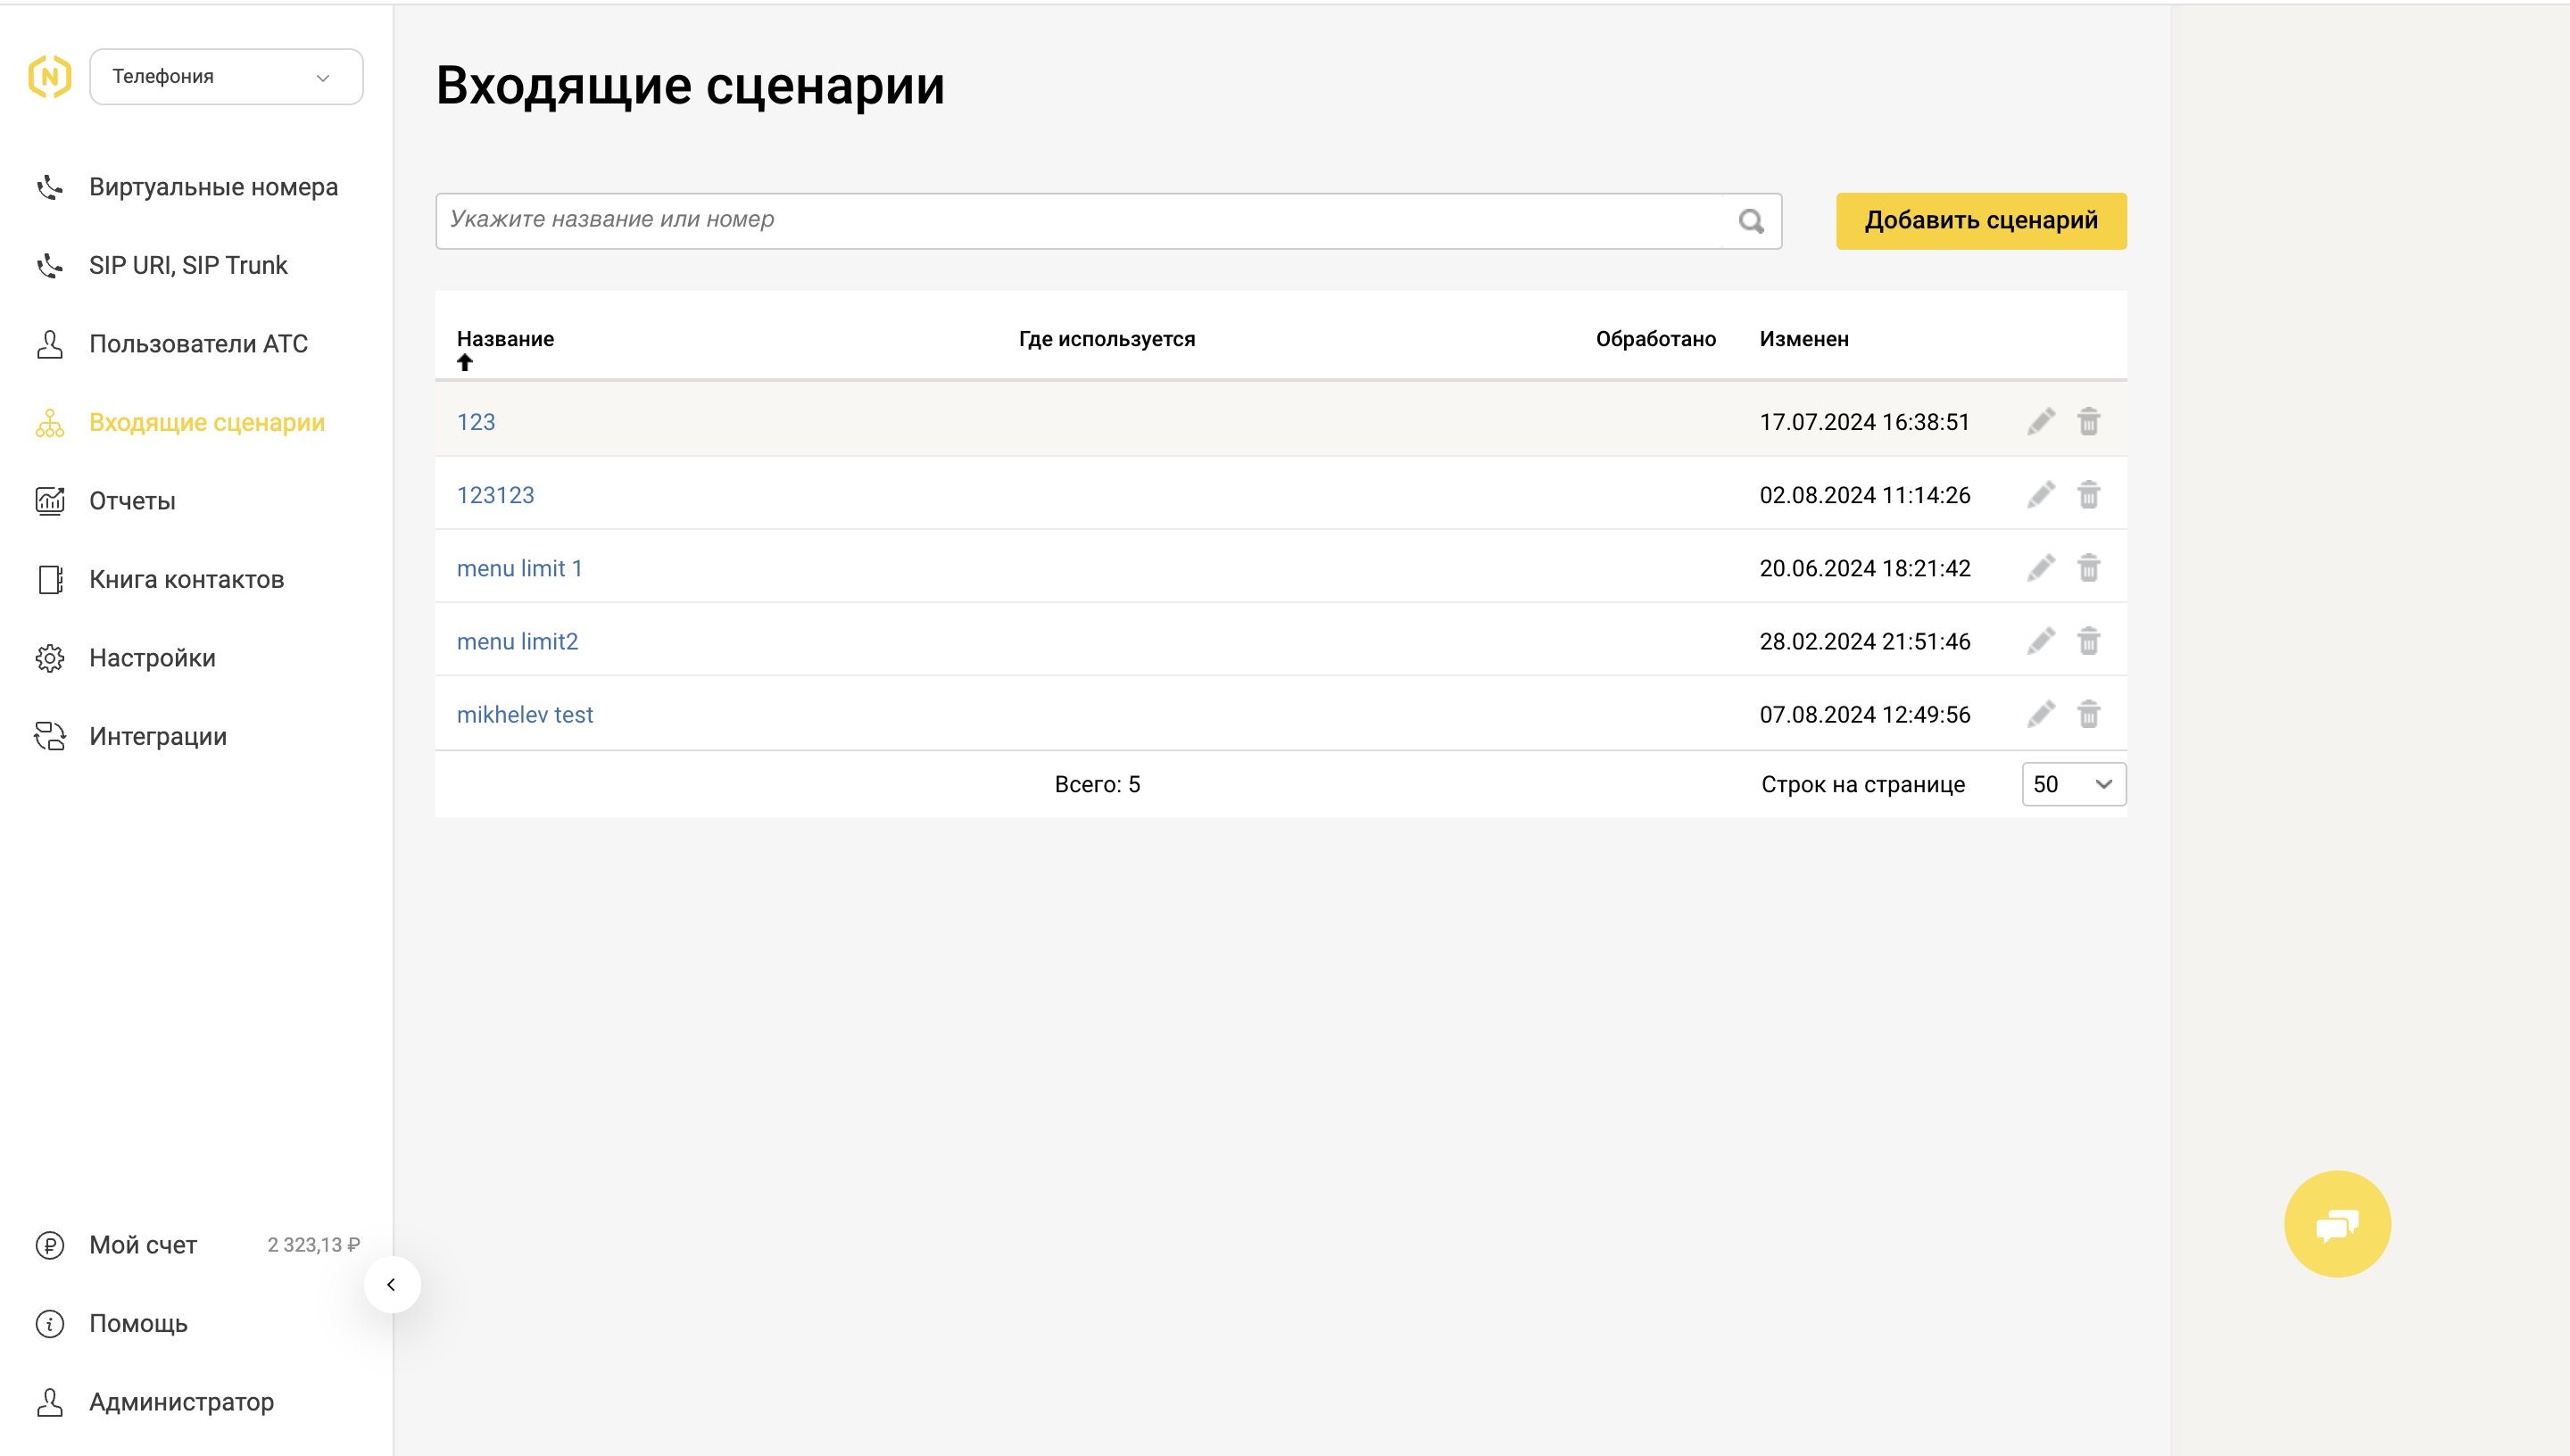 N
Телефония
Виртуальные номера
SIP URI, SIP Trunk
Пользователи АТС
Входящие сценарии
Отчеты
Книга контактов
Настройки
Интеграции
Мой счет 2 323,13 ₽
Помощь
Администратор
Входящие сценарии
Укажите название или номер
Добавить сценарий
Название Где используется Обработано Изменен
123 17.07.2024 16:38:51
123123 02.08.2024 11:14:26
menu limit 1 20.06.2024 18:21:42
menu limit2 28.02.2024 21:51:46
mikhelev test 07.08.2024 12:49:56
Всего: 5 Строк на странице 50